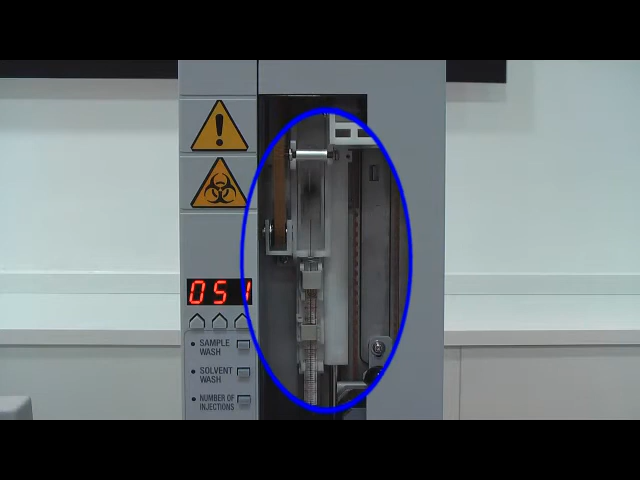 051
SAMPLE
WASH
SOLVENT
WASH
NUMBER OF
INJECTIONS